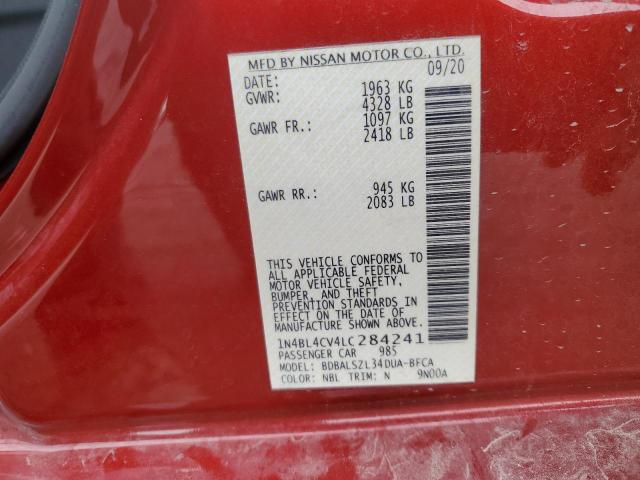 MFD BY NISSAN MOTOR CO., LTD.
DATE: 09/20
GVWR: 1963 KG
4328 LB
GAWR FR.: 1097 KG
2418 LB
GAWR RR.: 945 KG
2083 LB
THIS VEHICLE CONFORMS TO
ALL APPLICABLE FEDERAL
MOTOR VEHICLE SAFETY,
BUMPER, AND THEFT
PREVENTION STANDARDS IN
EFFECT ON THE DATE OF
MANUFACTURE SHOWN ABOVE.
1N4BL4CV4LC284241
PASSENGER CAR 985
MODEL: BDBALSZL34DUA-BFCA
COLOR: NBL TRIM: N 9N00A